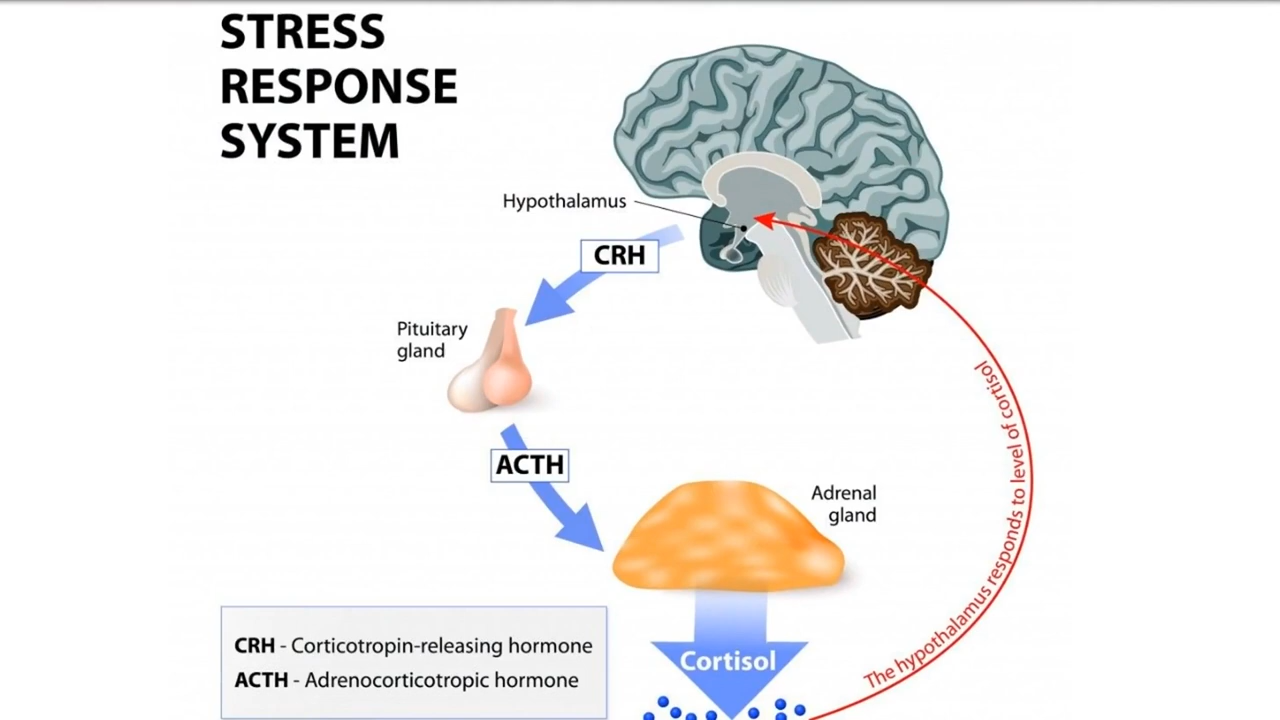 STRESS
RESPONSE
SYSTEM
Hypothalamus
CRH
Pituitary
gland
ACTH
Adrenal
gland
Cortisol
The hypothalamus responds to level of cortisol
CRH - Corticotropin-releasing hormone
ACTH - Adrenocorticotropic hormone